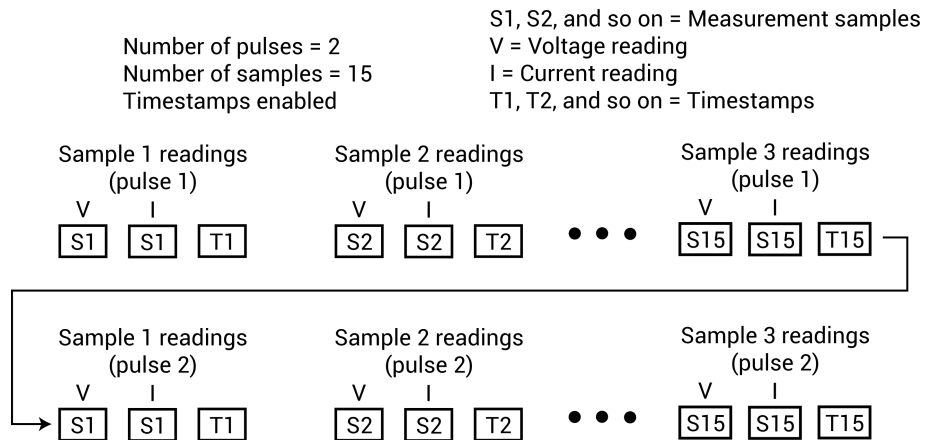 Number of pulses = 2
Number of samples = 15
Timestamps enabled
S1, S2, and so on = Measurement samples
V = Voltage reading
I = Current reading
T1, T2, and so on = Timestamps
Sample 1 readings
(pulse 1)
V I
S1 S1 T1
Sample 2 readings
(pulse 1)
V I
S2 S2 T2
Sample 3 readings
(pulse 1)
V I
S15 S15 T15
Sample 1 readings
(pulse 2)
V I
S1 S1 T1
Sample 2 readings
(pulse 2)
V I
S2 S2 T2
Sample 3 readings
(pulse 2)
V I
S15 S15 T15